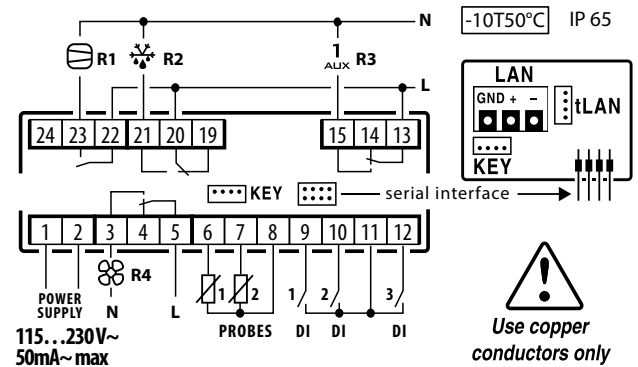 N
-10T50°C IP 65
R1 R2 1 AUX R3
L
24 23 22 21 20 19 15 14 13
LAN
GND + -
tLAN
KEY
KEY serial interface
1 2 3 4 5 6 7 8 9 10 11 12
R4
1 2 1 2 3
POWER
SUPPLY
N L PROBES DI DI DI
115...230 V~
50mA~ max
Use copper
conductors only